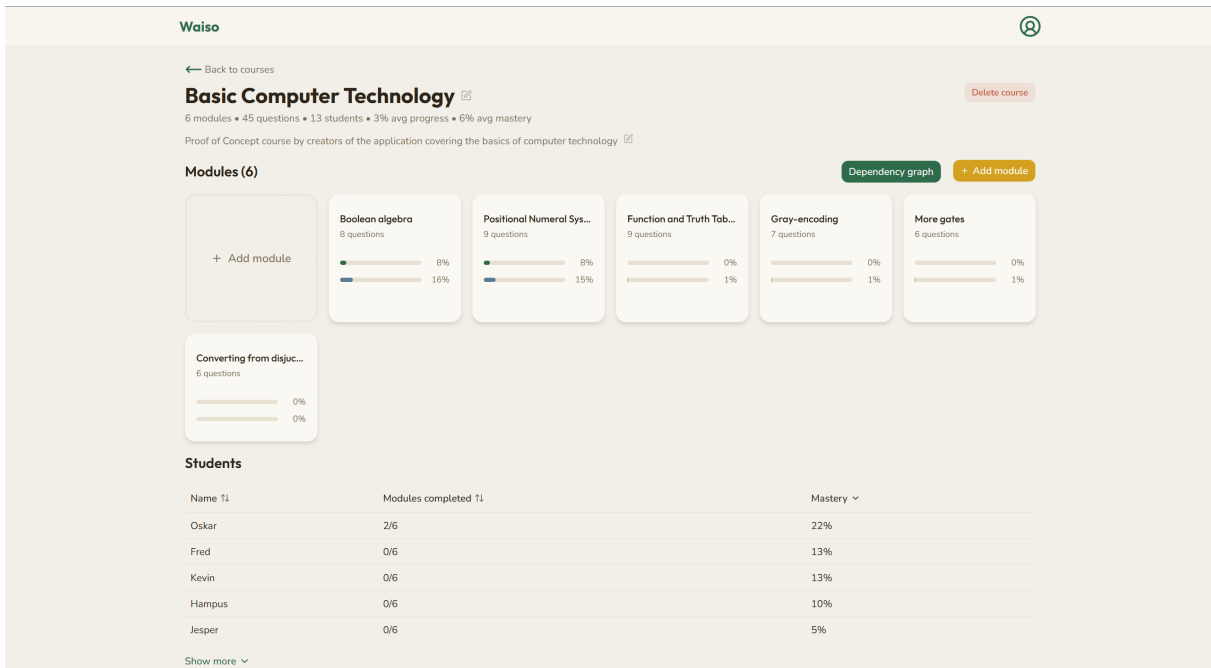 Waiso
Back to courses
Basic Computer Technology
Delete course
6 modules • 45 questions • 13 students • 3% avg progress • 6% avg mastery
Proof of Concept course by creators of the application covering the basics of computer technology
Modules (6)
Dependency graph
+ Add module
+ Add module
Boolean algebra
8 questions
8%
16%
Positional Numeral Sys...
9 questions
8%
15%
Function and Truth Tab...
9 questions
0%
1%
Gray-encoding
7 questions
0%
1%
More gates
6 questions
0%
1%
Converting from disjuc...
6 questions
0%
0%
Students
Name Modules completed Mastery
Oskar 2/6 22%
Fred 0/6 13%
Kevin 0/6 13%
Hampus 0/6 10%
Jesper 0/6 5%
Show more